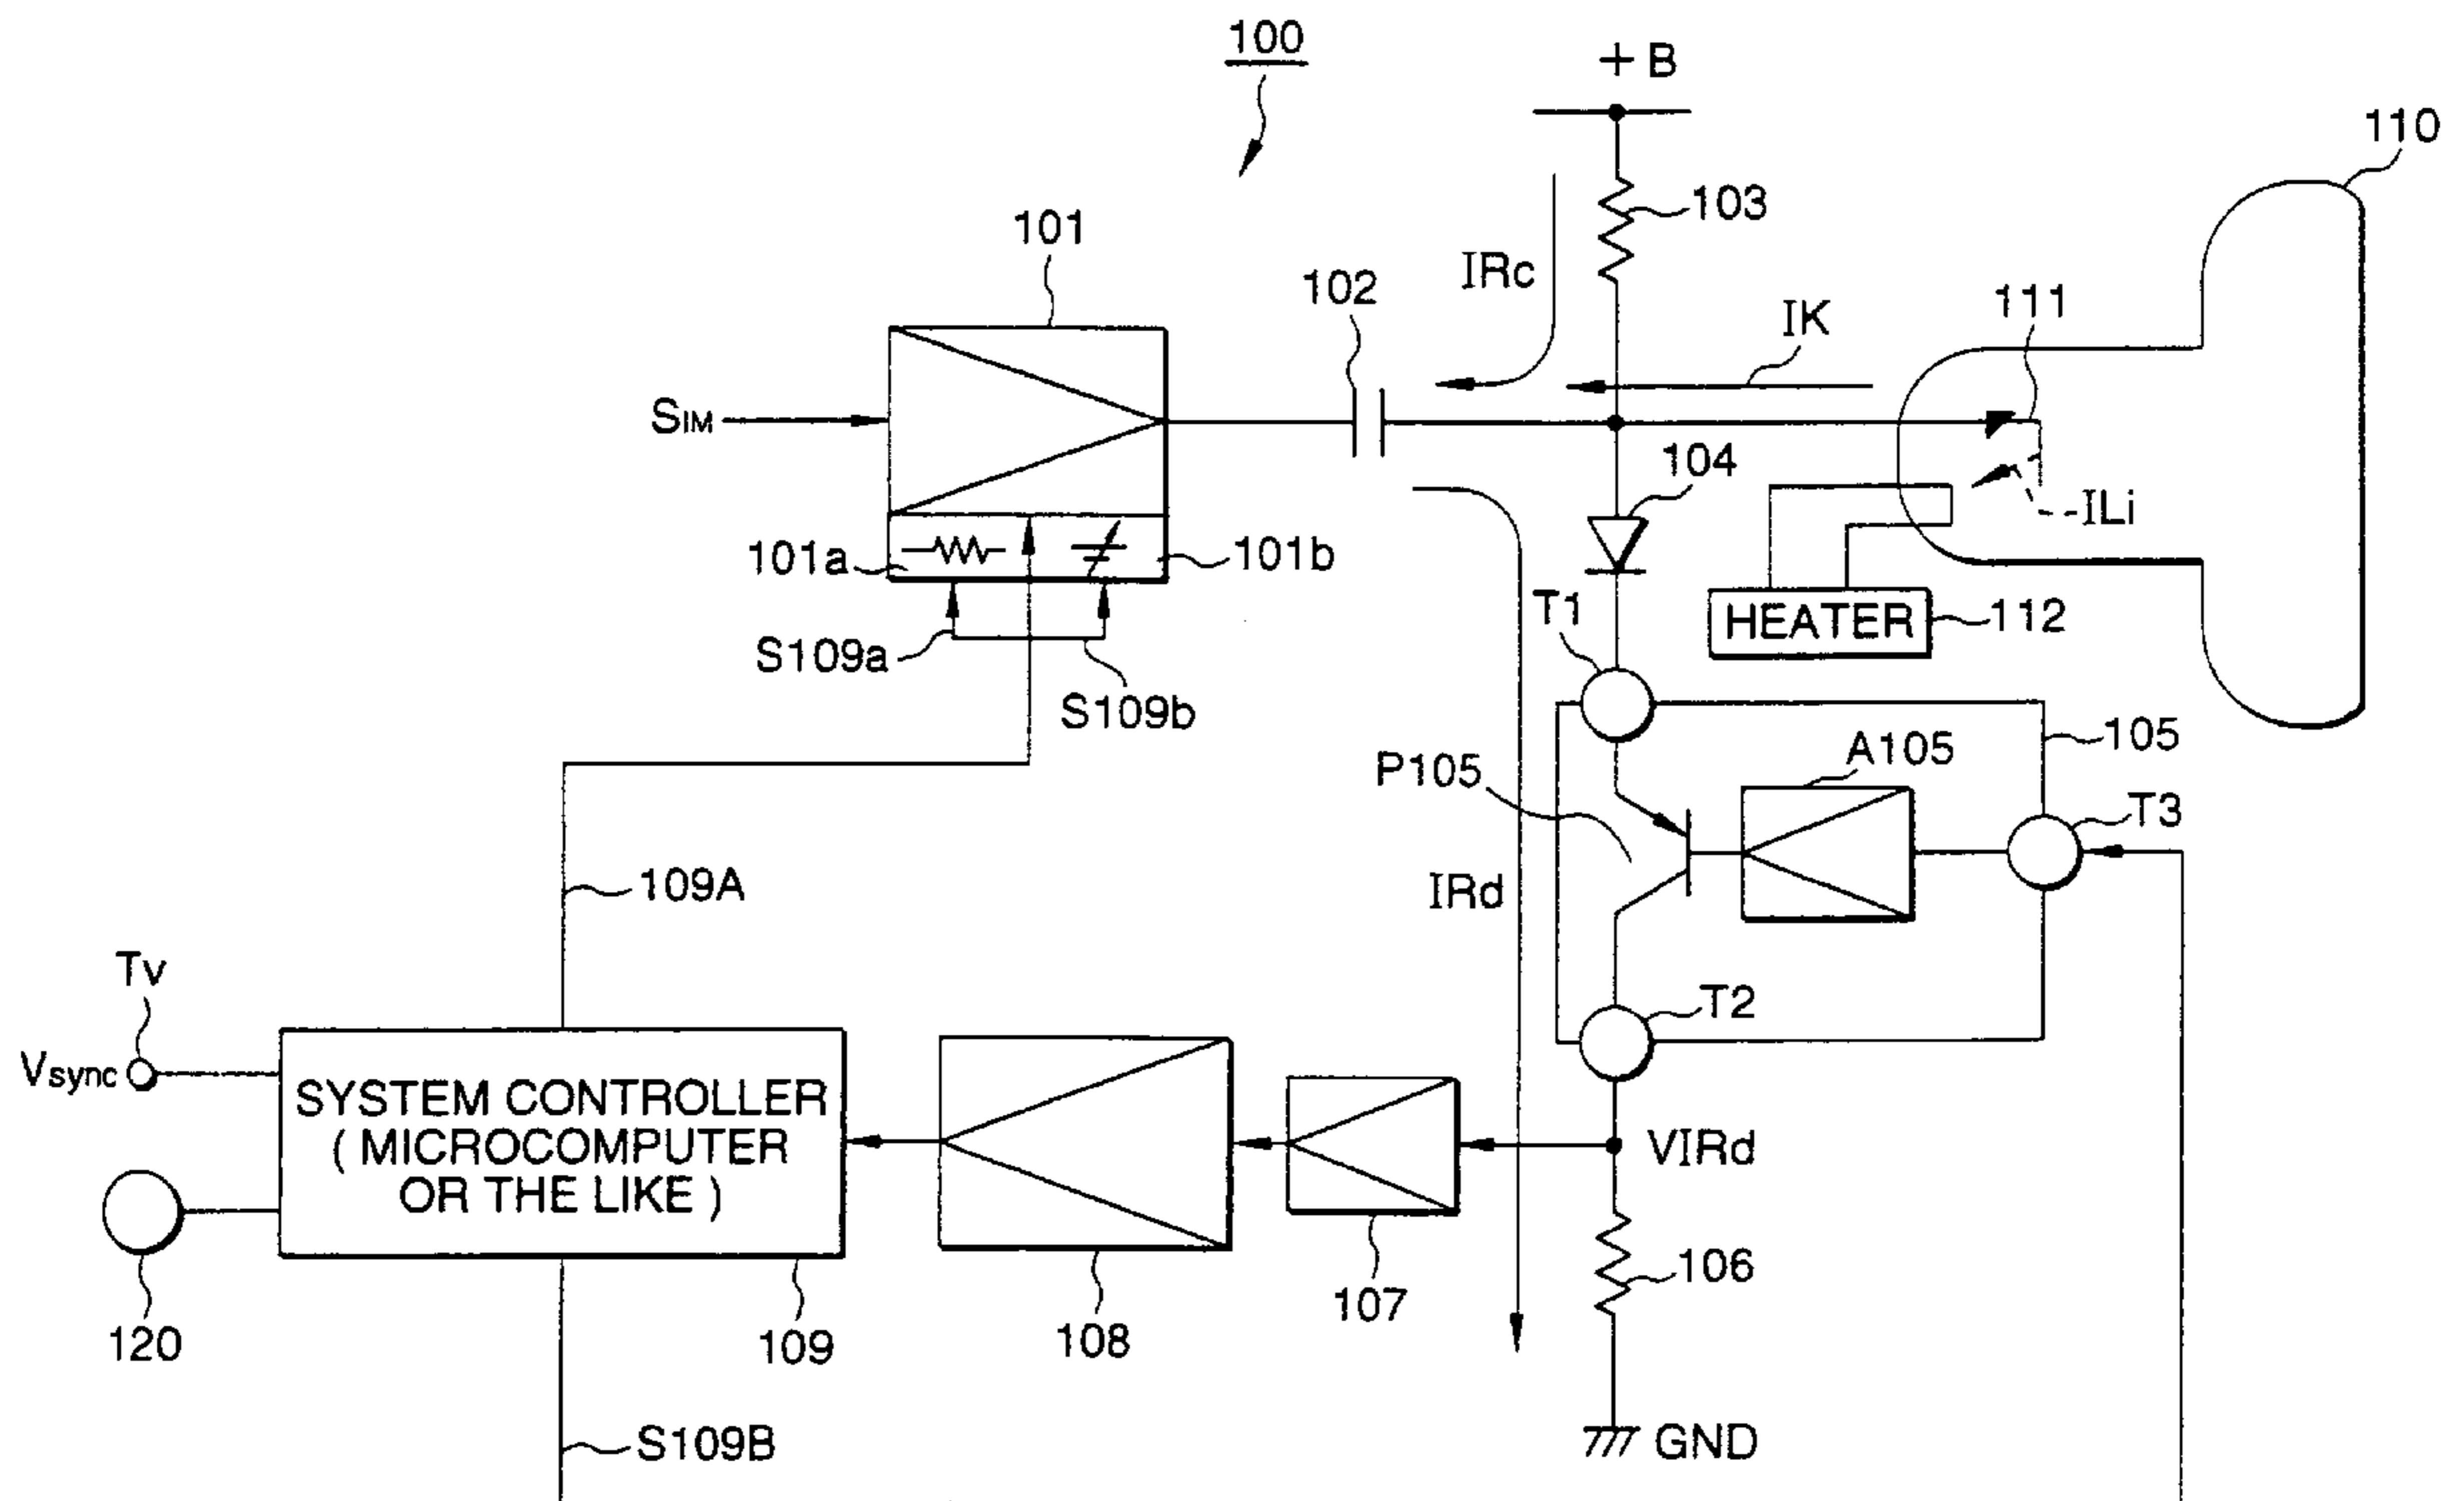 100
+B
110
103
101
IRc
102
111
IK
SIM
104
ILi
101a
101b
T1
HEATER
112
S109a
S109b
105
A105
P105
T3
109A
IRd
Tv
T2
Vsync
SYSTEM CONTROLLER
( MICROCOMPUTER
OR THE LIKE )
VIRd
106
107
120
109
108
S109B
GND